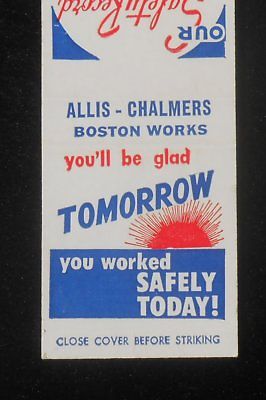 OUR
Safety Record
ALLIS - CHALMERS
BOSTON WORKS
you'll be glad
TOMORROW
you worked
SAFELY
TODAY!
CLOSE COVER BEFORE STRIKING